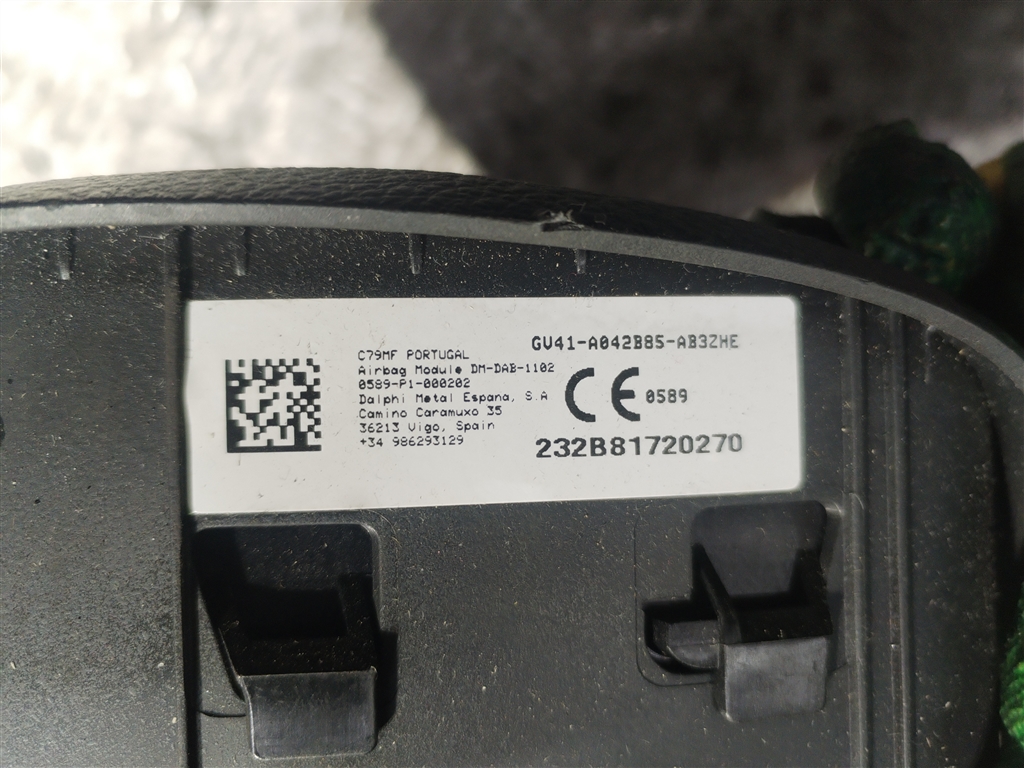 GV41-A042B85-AB3ZHE
C79MF PORTUGAL
Airbag Module DM-DAB-1102
0589-P1-000202
Dalphi Metal Espana, S.A
Camino Caramuxo 35
36213 Vigo, Spain
+34 986293129
CE 0589
232B81720270